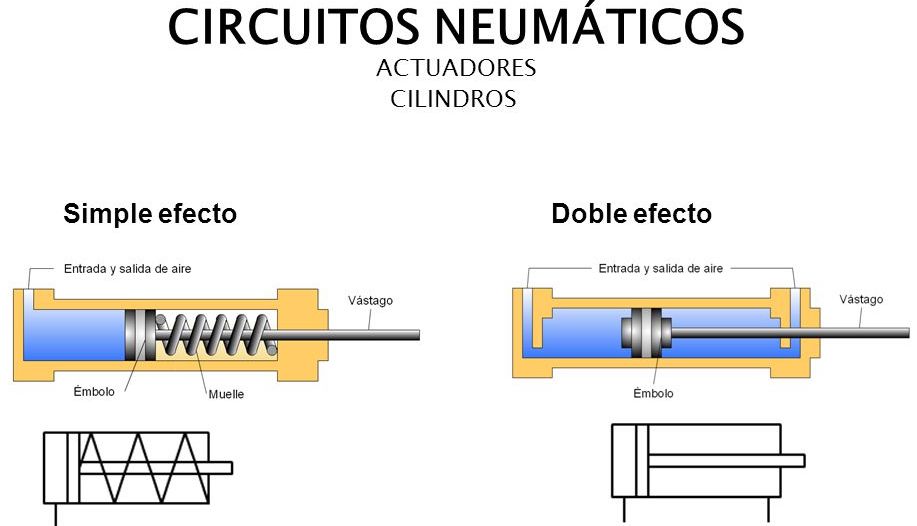 CIRCUITOS NEUMÁTICOS
ACTUADORES
CILINDROS
Simple efecto
Entrada y salida de aire
Vástago
Émbolo
Muelle
Doble efecto
Entrada y salida de aire
Vástago
Émbolo